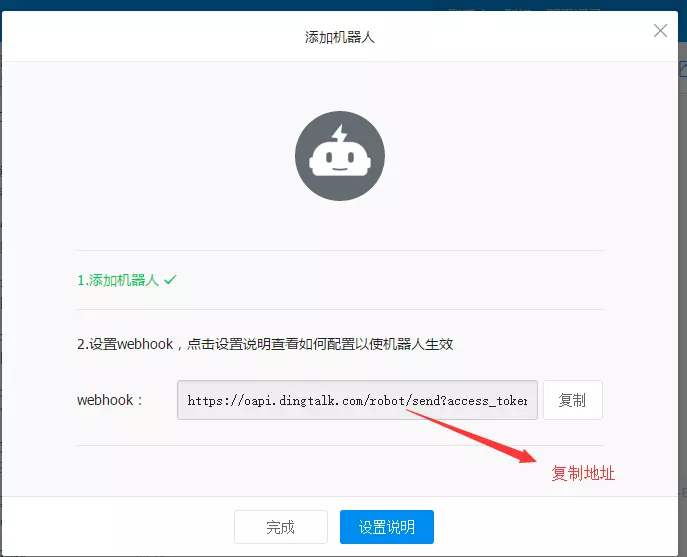 添加机器人
1.添加机器人
2.设置webhook，点击设置说明查看如何配置以使机器人生效
webhook： https://oapi.dingtalk.com/robot/send?access_token 复制
复制地址
完成 设置说明